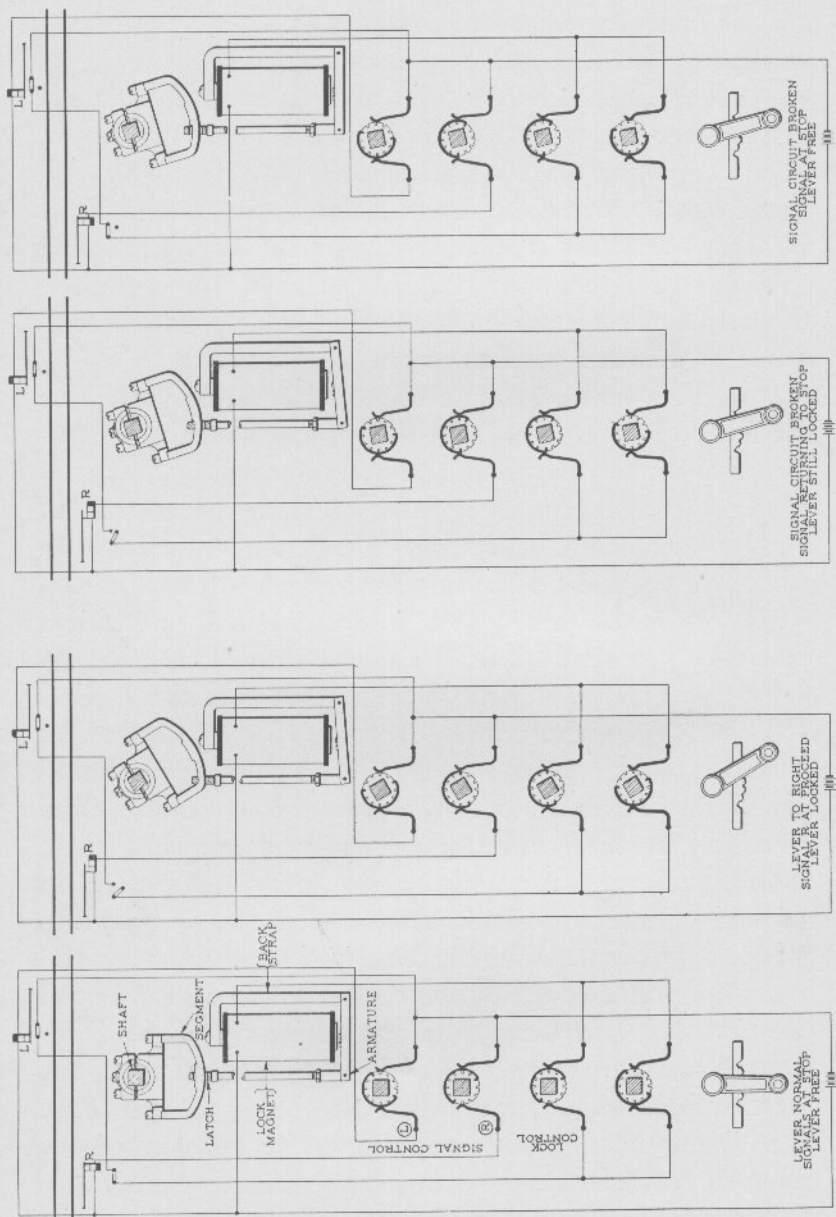 LEVER NORMAL
SIGNALS AT STOP
LEVER FREE
L
R
SHAFT
SEGMENT
LATCH
BACK
STRAP
LOCK
MAGNET
ARMATURE
L
SIGNAL CONTROL
R
LOCK
CONTROL
LEVER TO RIGHT
SIGNAL R AT PROCEED
LEVER LOCKED
L
R
SIGNAL CIRCUIT BROKEN
SIGNAL RETURNING TO STOP
LEVER STILL LOCKED
L
R
SIGNAL CIRCUIT BROKEN
SIGNAL AT STOP
LEVER FREE
L
R